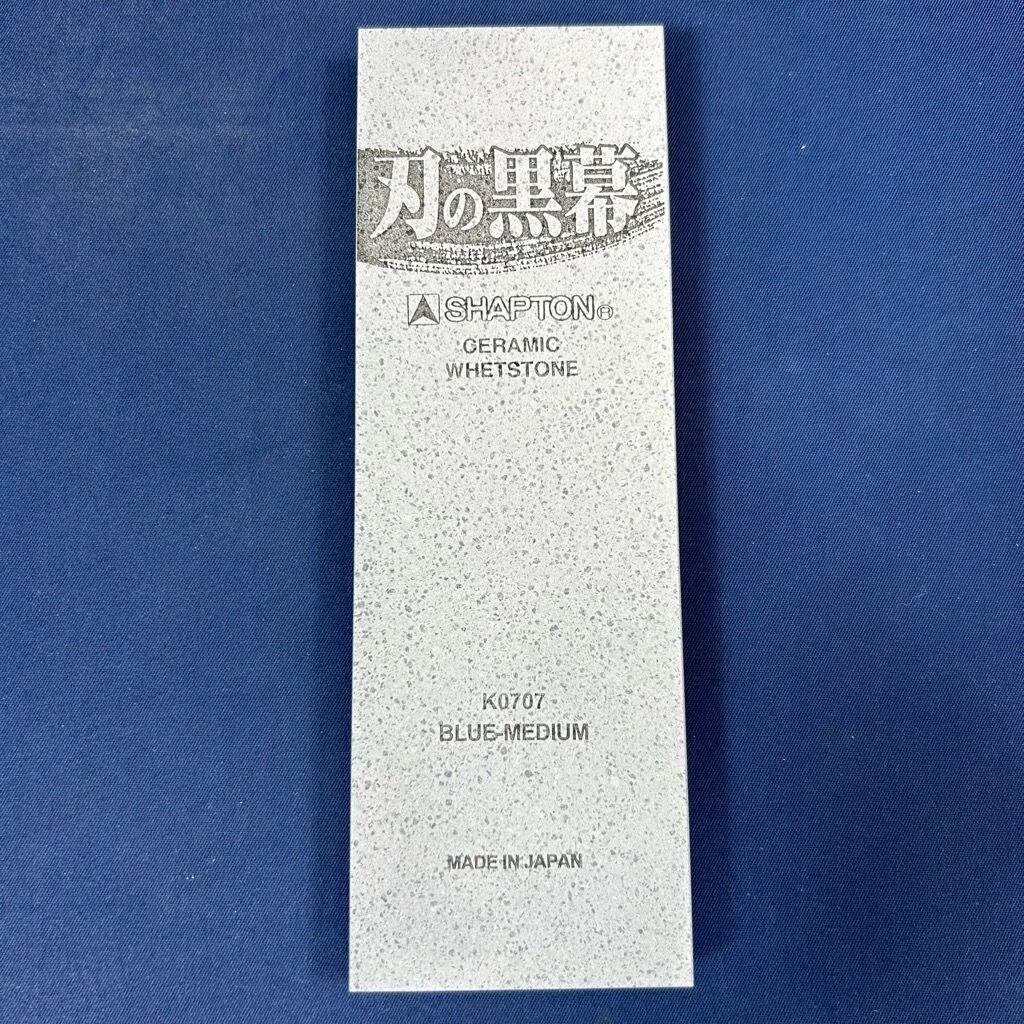 刃の黒幕
SHAPTON®
CERAMIC
WHETSTONE
K0707
BLUE-MEDIUM
MADE IN JAPAN